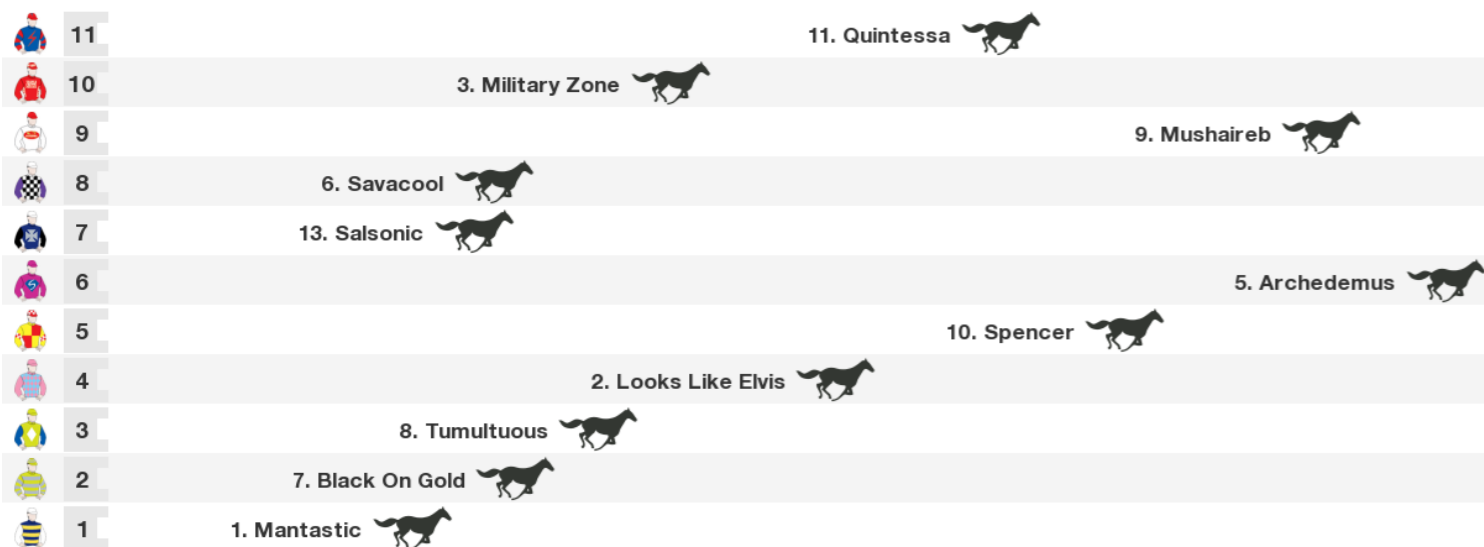 11 11. Quintessa
10 3. Military Zone
9 9. Mushaireb
8 6. Savacool
7 13. Salsonic
6 5. Archedemus
5 10. Spencer
4 2. Looks Like Elvis
3 8. Tumultuous
2 7. Black On Gold
1 1. Mantastic